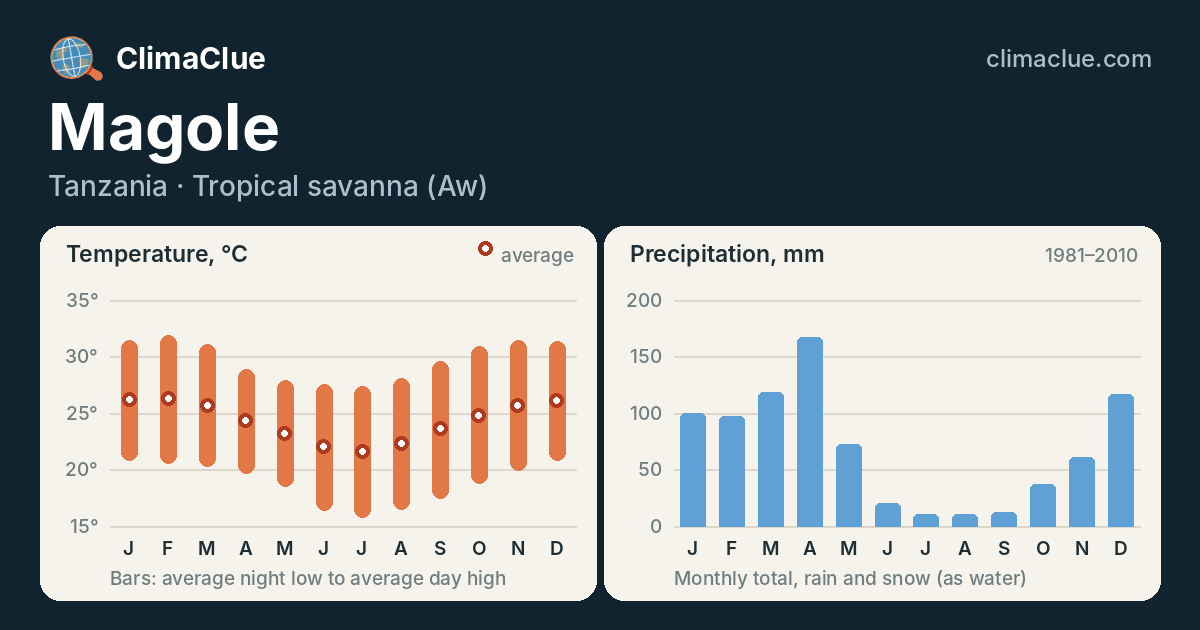 ClimaClue
climaclue.com
Magole
Tanzania · Tropical savanna (Aw)
Temperature, °C
average
35°
30°
25°
20°
15°
J F M A M J J A S O N D
Bars: average night low to average day high
Precipitation, mm
1981–2010
200
150
100
50
0
J F M A M J J A S O N D
Monthly total, rain and snow (as water)